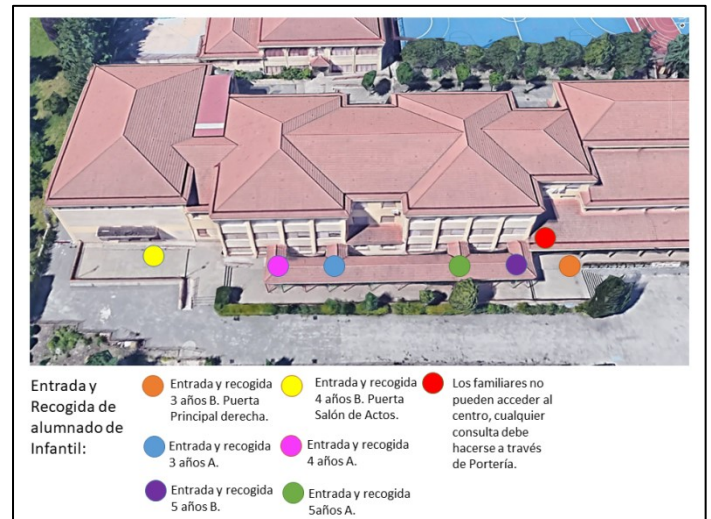 Entrada y
Recogida de
alumnado de
Infantil:
Entrada y recogida
3 años B. Puerta
Principal derecha.
Entrada y recogida
4 años B. Puerta
Salón de Actos.
Los familiares no
pueden acceder al
centro, cualquier
consulta debe
hacerse a través
de Portería.
Entrada y recogida
3 años A.
Entrada y recogida
4 años A.
Entrada y recogida
5 años B.
Entrada y recogida
5años A.